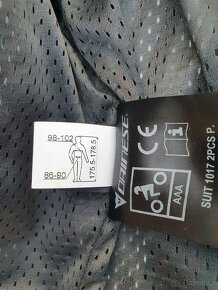 98-102
86-90
175.5-178.5
DAINESE
CE
i
AAA
SUIT 1017 2PCS P.